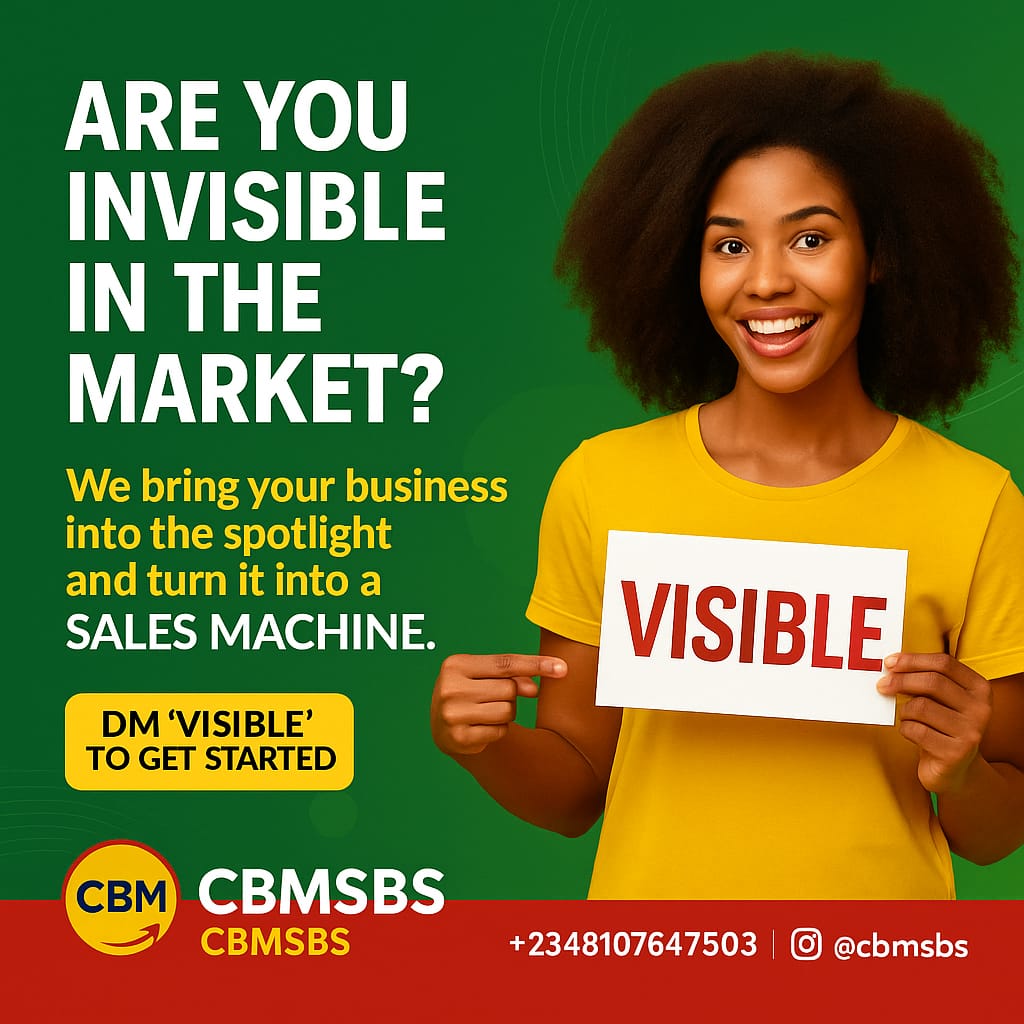 ARE YOU
INVISIBLE
IN THE
MARKET?
We bring your business
into the spotlight
and turn it into a
SALES MACHINE.
VISIBLE
DM ‘VISIBLE’
TO GET STARTED
CBM
CBMSBS
CBMSBS
+2348107647503 | @cbmsbs